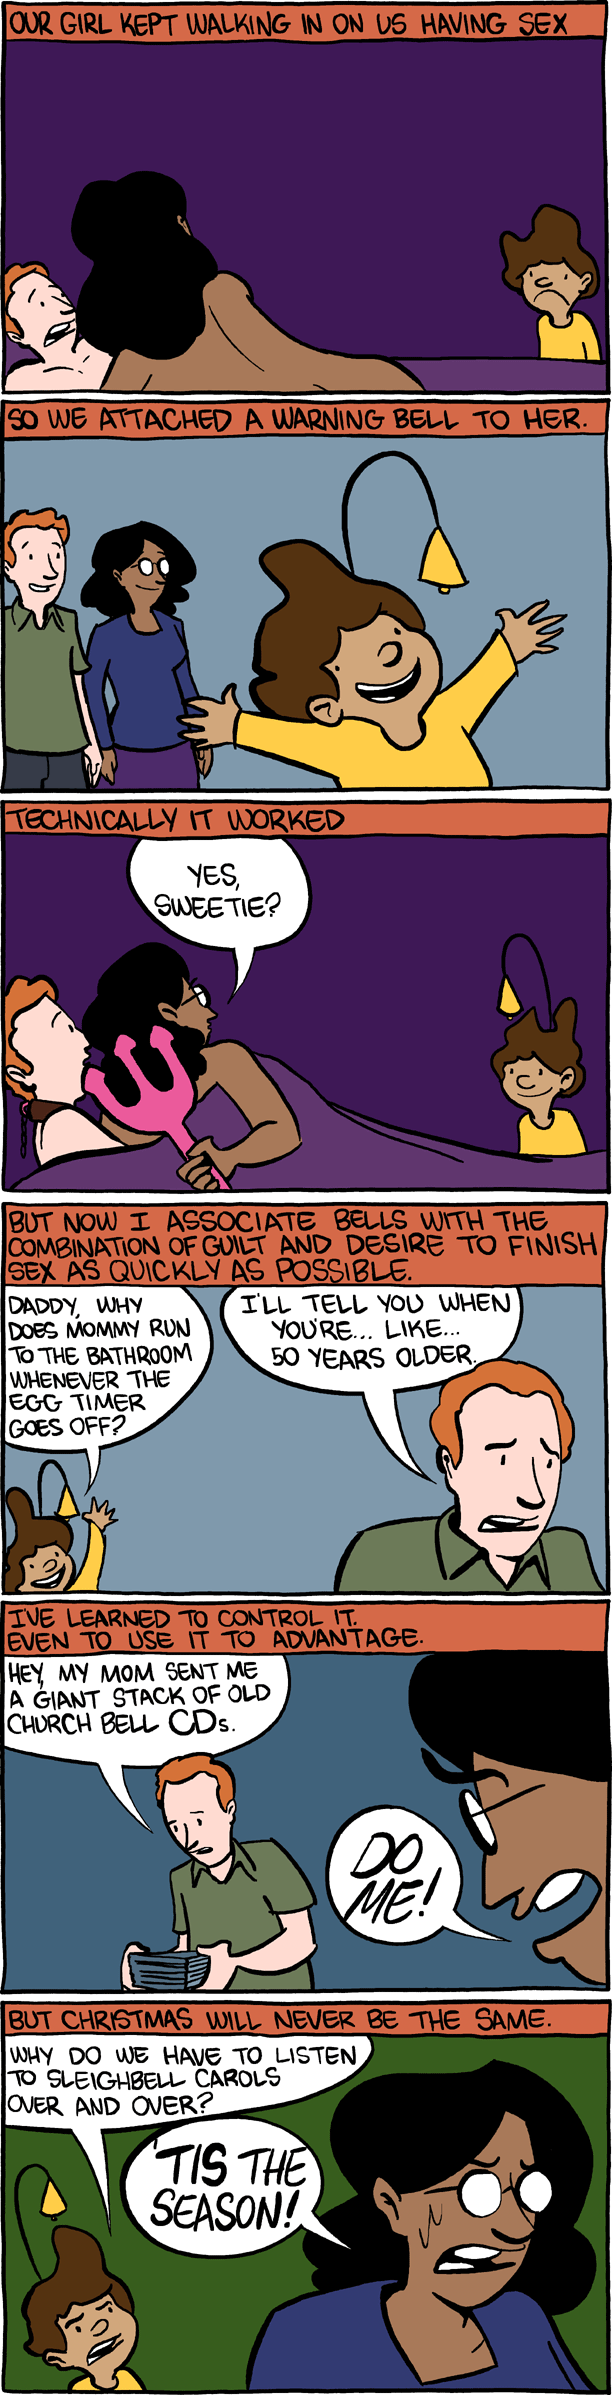 OUR GIRL KEPT WALKING IN ON US HAVING SEX
SO WE ATTACHED A WARNING BELL TO HER.
TECHNICALLY IT WORKED
YES,
SWEETIE?
BUT NOW I ASSOCIATE BELLS WITH THE
COMBINATION OF GUILT AND DESIRE TO FINISH
SEX AS QUICKLY AS POSSIBLE.
DADDY, WHY
DOES MOMMY RUN
TO THE BATHROOM
WHENEVER THE
EGG TIMER
GOES OFF?
I'LL TELL YOU WHEN
YOU'RE... LIKE...
50 YEARS OLDER.
I'VE LEARNED TO CONTROL IT.
EVEN TO USE IT TO ADVANTAGE.
HEY, MY MOM SENT ME
A GIANT STACK OF OLD
CHURCH BELL CDs.
DO
ME!
BUT CHRISTMAS WILL NEVER BE THE SAME.
WHY DO WE HAVE TO LISTEN
TO SLEIGHBELL CAROLS
OVER AND OVER?
'TIS THE
SEASON!